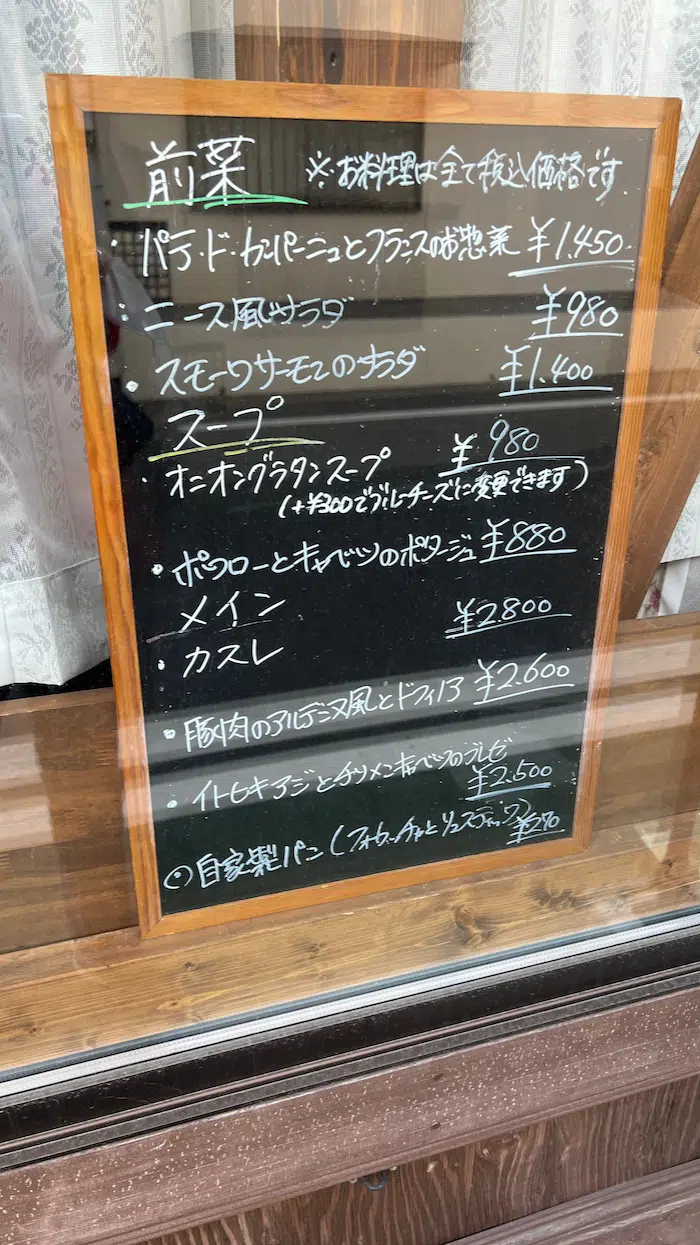 前菜 ※お料理は全て税込価格です
・パテ・ド・カンパーニュとフランスのお惣菜 ¥1.450
・ニース風サラダ ¥980
・スモークサーモンのサラダ ¥1.400
スープ
・オニオングラタンスープ ¥980
(+¥300でブルーチーズに変更できます)
・ポワローとキャベツのポタージュ ¥880
メイン
・カスレ ¥2.800
・豚肉のアルデンヌ風とドフィノア ¥2.600
・イトヒキアジとチリメンキャベツのブレゼ ¥2.500
◉自家製パン(フォカッチャとリュスティック) ¥270